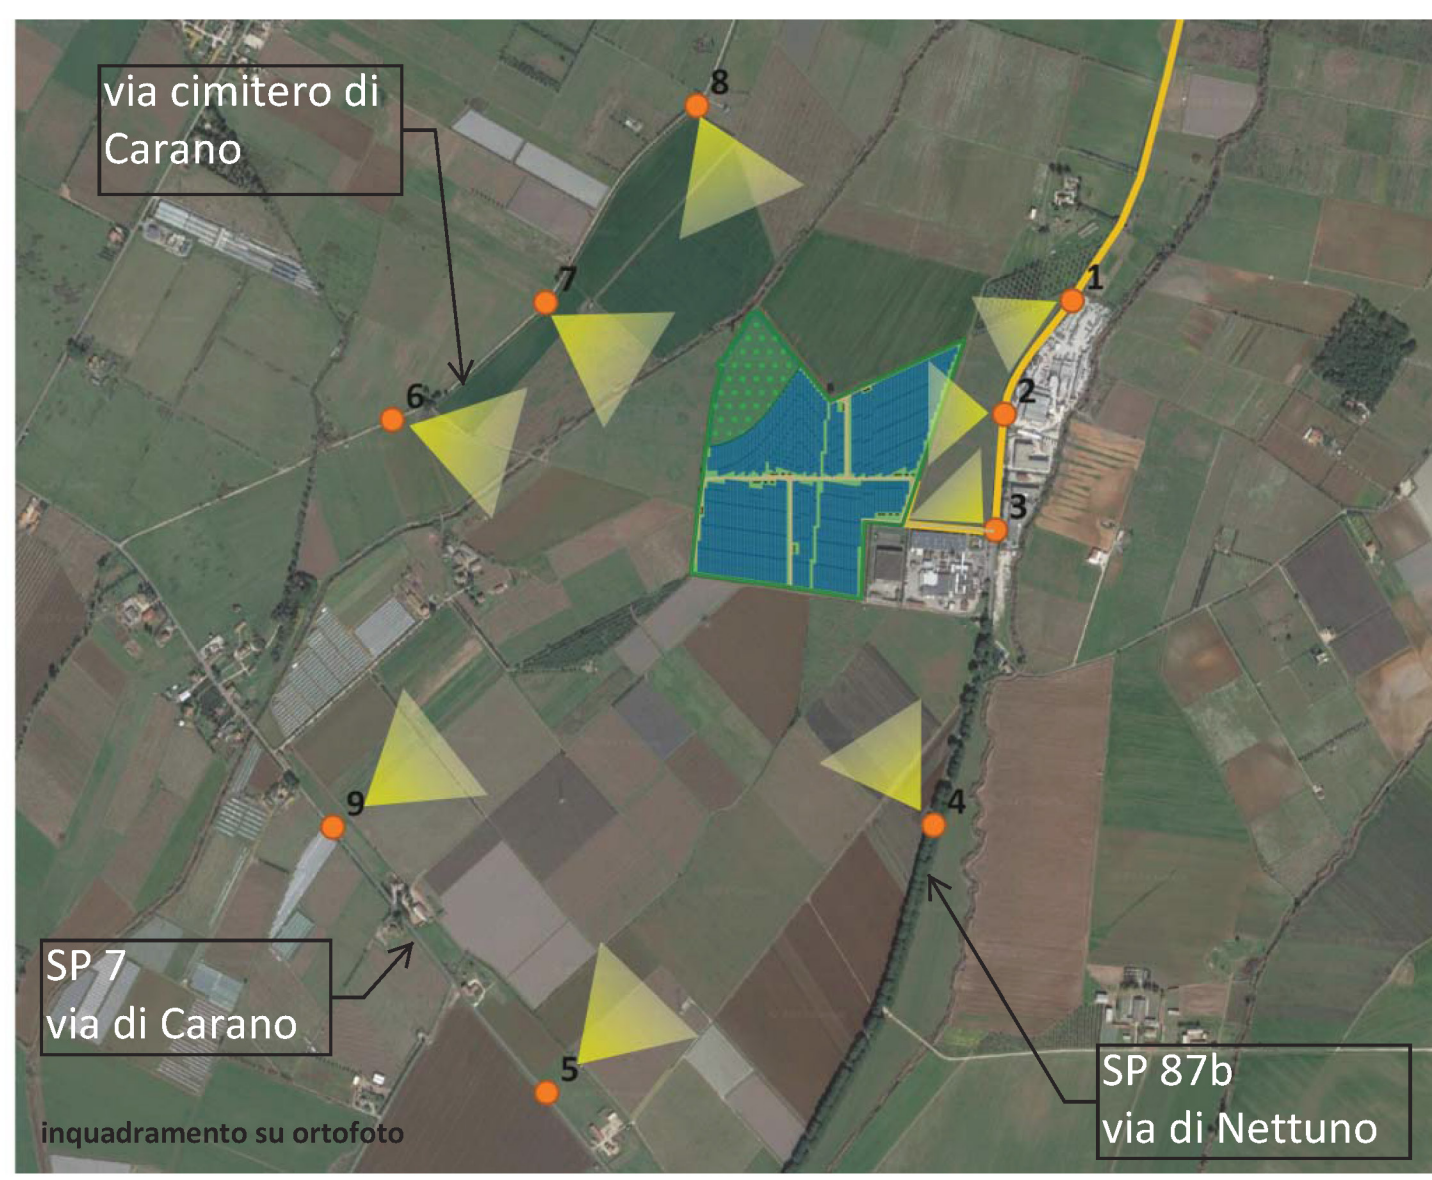 via cimitero di
Carano
8
7
6
1
2
3
4
9
5
SP 7
via di Carano
SP 87b
via di Nettuno
inquadramento su ortofoto